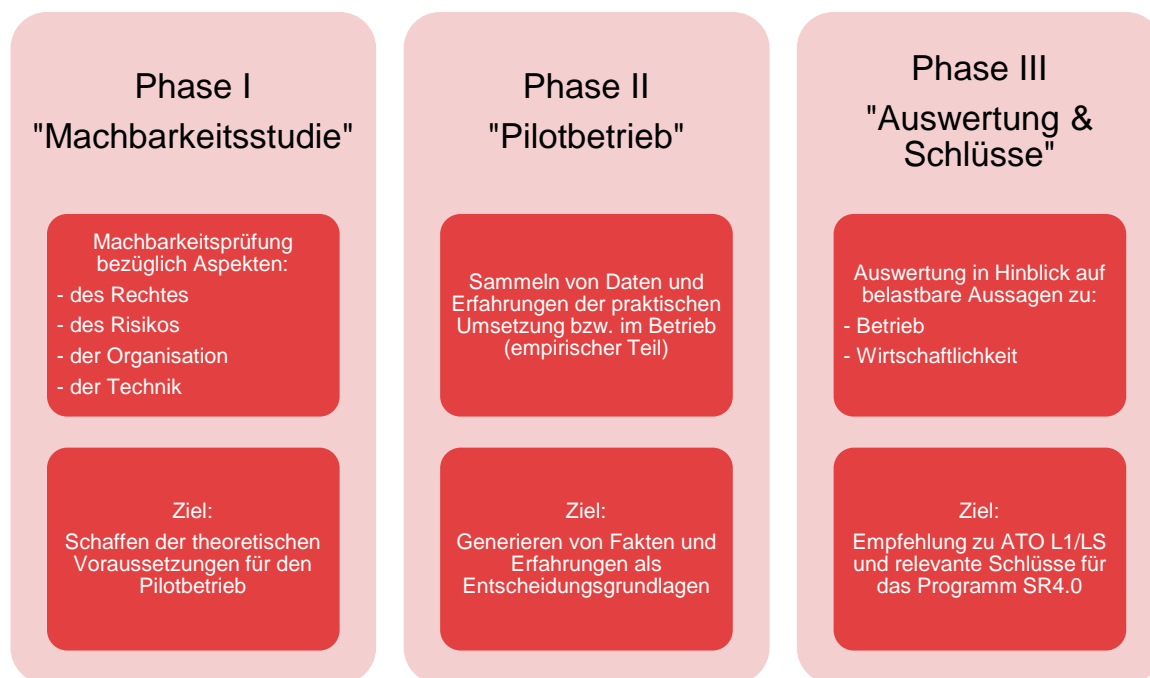 Phase I
"Machbarkeitsstudie"
Machbarkeitsprüfung
bezüglich Aspekten:
- des Rechtes
- des Risikos
- der Organisation
- der Technik
Ziel:
Schaffen der theoretischen
Voraussetzungen für den
Pilotbetrieb
Phase II
"Pilotbetrieb"
Sammeln von Daten und
Erfahrungen der praktischen
Umsetzung bzw. im Betrieb
(empirischer Teil)
Ziel:
Generieren von Fakten und
Erfahrungen als
Entscheidungsgrundlagen
Phase III
"Auswertung &
Schlüsse"
Auswertung in Hinblick auf
belastbare Aussagen zu:
- Betrieb
- Wirtschaftlichkeit
Ziel:
Empfehlung zu ATO L1/LS
und relevante Schlüsse für
das Programm SR4.0